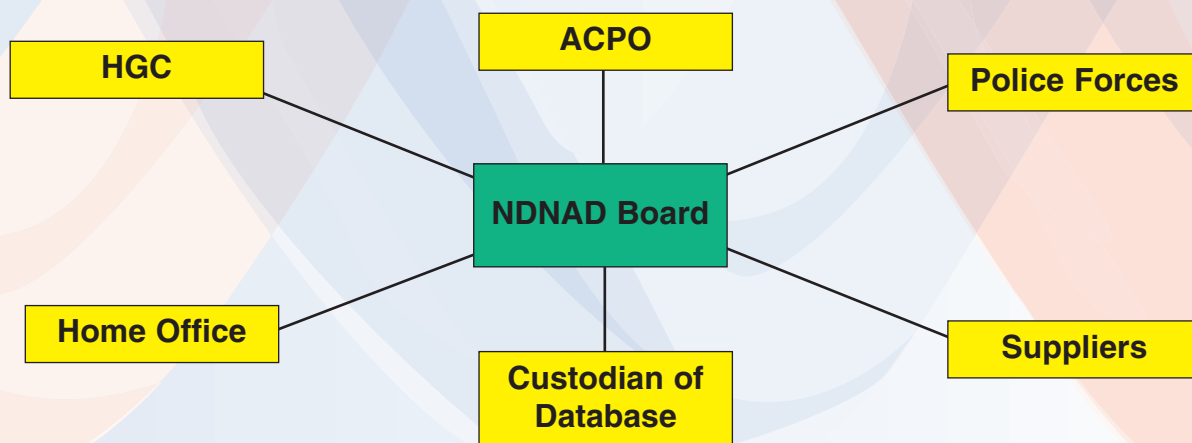 ACPO
HGC
Police Forces
NDNAD Board
Home Office
Suppliers
Custodian of
Database